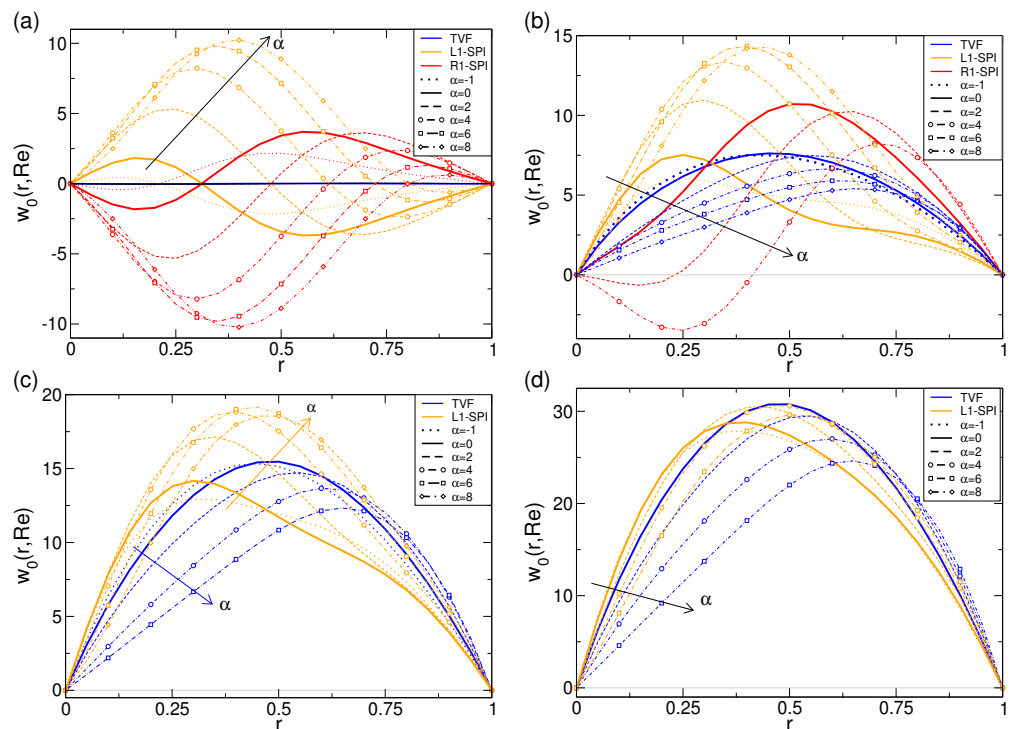 (a)
w₀(r,Re)
10
5
0
-5
-10
0
0.25
0.5
0.75
1
r
α
TVF
L1-SPI
R1-SPI
α=-1
α=0
α=2
α=4
α=6
α=8
(b)
w₀(r,Re)
15
10
5
0
0
0.25
0.5
0.75
1
r
α
TVF
L1-SPI
R1-SPI
α=-1
α=0
α=2
α=4
α=6
α=8
(c)
w₀(r,Re)
20
15
10
5
0
0
0.25
0.5
0.75
1
r
α
α
TVF
L1-SPI
α=-1
α=0
α=2
α=4
α=6
α=8
(d)
w₀(r,Re)
30
20
10
0
0
0.25
0.5
0.75
1
r
α
TVF
L1-SPI
α=-1
α=0
α=2
α=4
α=6
α=8